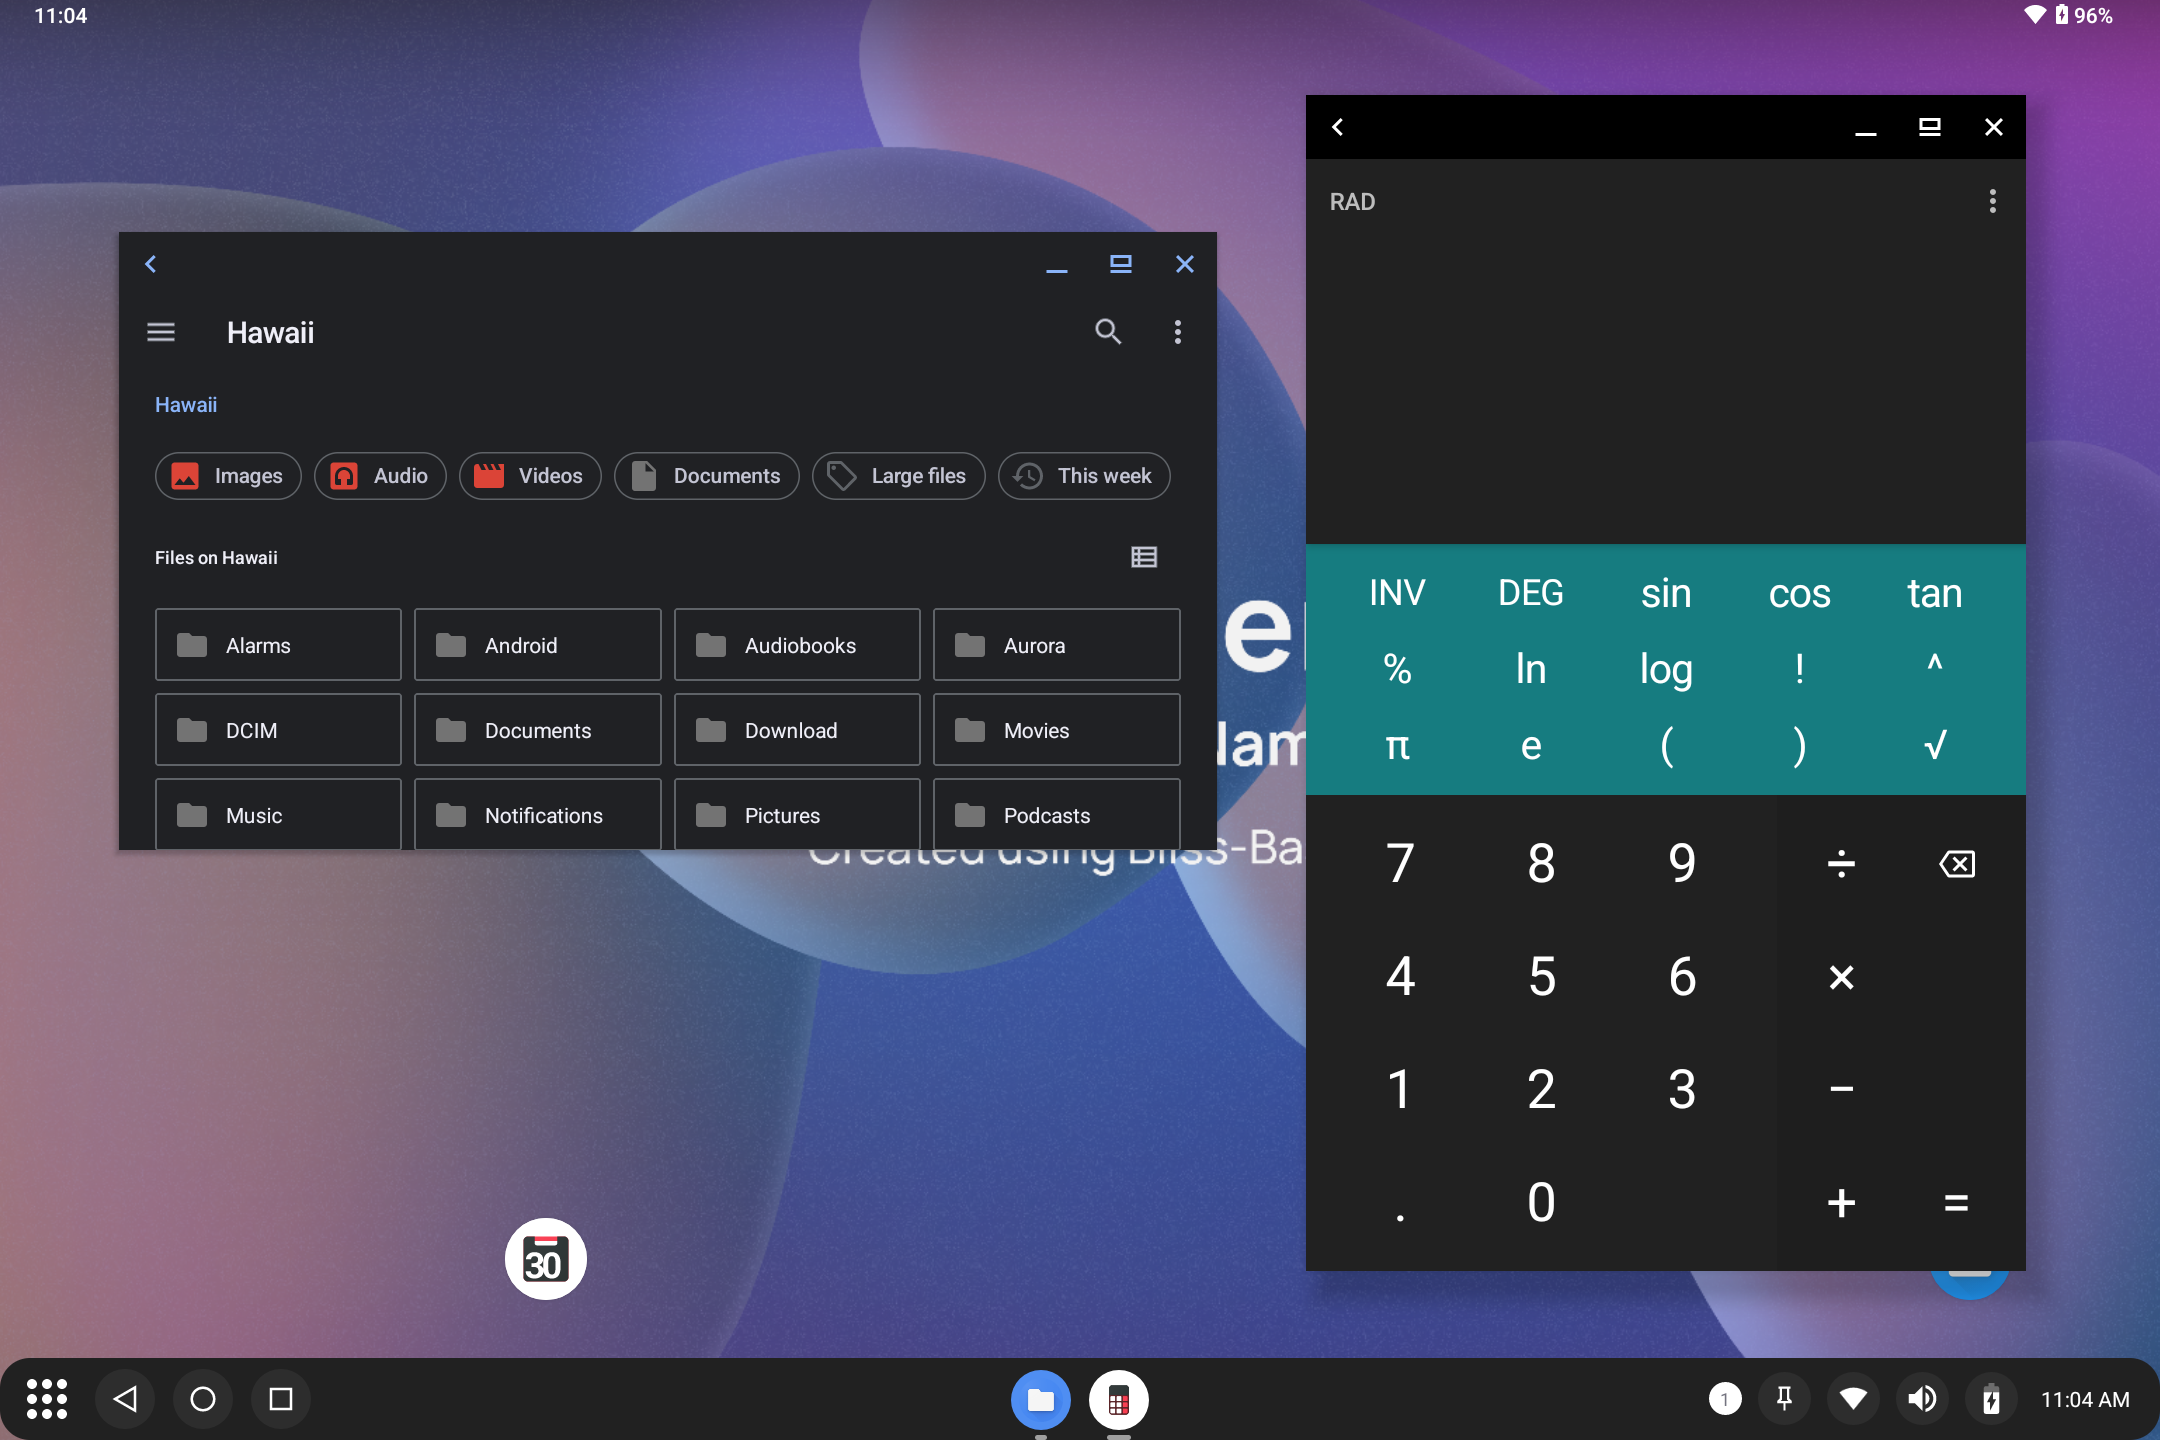 11:04
96%
Hawaii
Hawaii
Images
Audio
Videos
Documents
Large files
This week
Files on Hawaii
Alarms
Android
Audiobooks
Aurora
DCIM
Documents
Download
Movies
Music
Notifications
Pictures
Podcasts
Created using Bliss-Ba
RAD
INV DEG sin cos tan
% ln log ! ^
π e ( ) √
7 8 9 ÷
4 5 6 ×
1 2 3 −
. 0 + =
30
1
11:04 AM